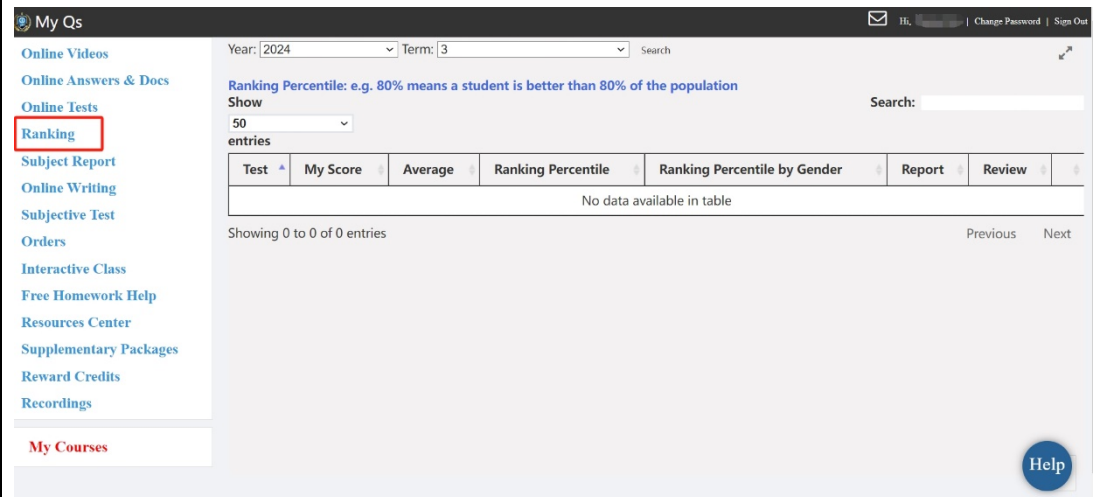 My Qs
Hi, | Change Password | Sign Out
Online Videos
Online Answers & Docs
Online Tests
Ranking
Subject Report
Online Writing
Subjective Test
Orders
Interactive Class
Free Homework Help
Resources Center
Supplementary Packages
Reward Credits
Recordings
My Courses
Year: 2024 Term: 3 Search
Ranking Percentile: e.g. 80% means a student is better than 80% of the population
Show
50
entries
Search:
Test My Score Average Ranking Percentile Ranking Percentile by Gender Report Review
No data available in table
Showing 0 to 0 of 0 entries
Previous Next
Help